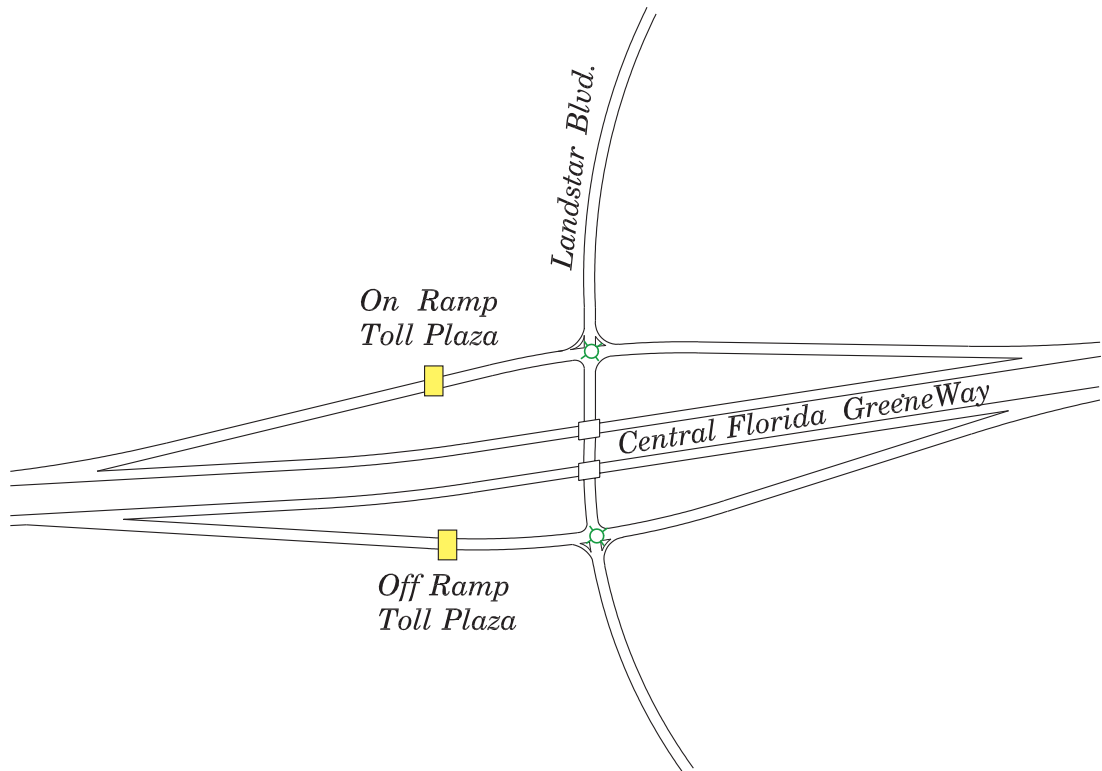 Landstar Blvd.
On Ramp
Toll Plaza
Central Florida GreeneWay
Off Ramp
Toll Plaza